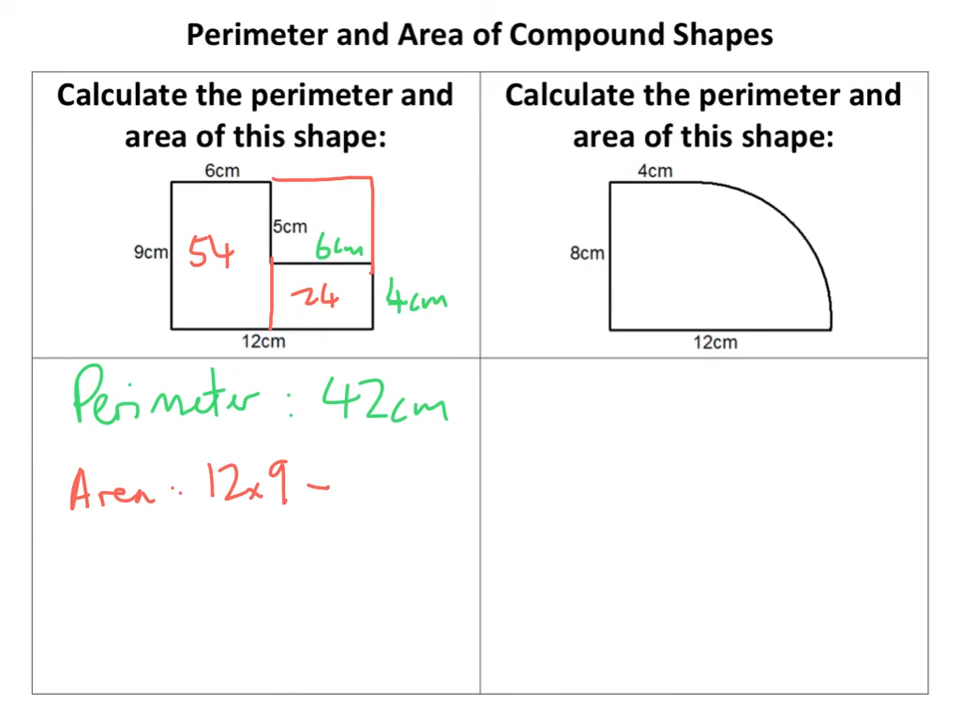 Perimeter and Area of Compound Shapes
Calculate the perimeter and
area of this shape:
6cm
9cm
54
5cm
6cm
24
4cm
12cm
Perimeter : 42cm
Area : 12x9 -
Calculate the perimeter and
area of this shape:
4cm
8cm
12cm